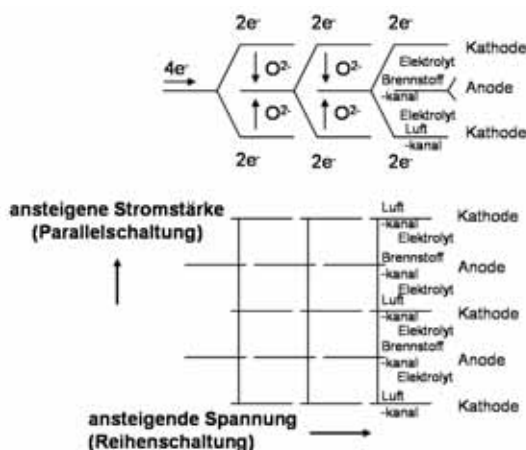 2e- 2e- 2e-
Kathode
Elektrolyt
4e- O2- O2- Brennstoff
-kanal
Anode
O2- O2- Elektrolyt
Luft
-kanal
Kathode
2e- 2e- 2e-
ansteigene Stromstärke
(Parallelschaltung)
Luft
-kanal
Kathode
Elektrolyt
Brennstoff
-kanal
Anode
Elektrolyt
Luft
-kanal
Kathode
Elektrolyt
Brennstoff
-kanal
Anode
Elektrolyt
Luft
-kanal
Kathode
ansteigende Spannung
(Reihenschaltung)